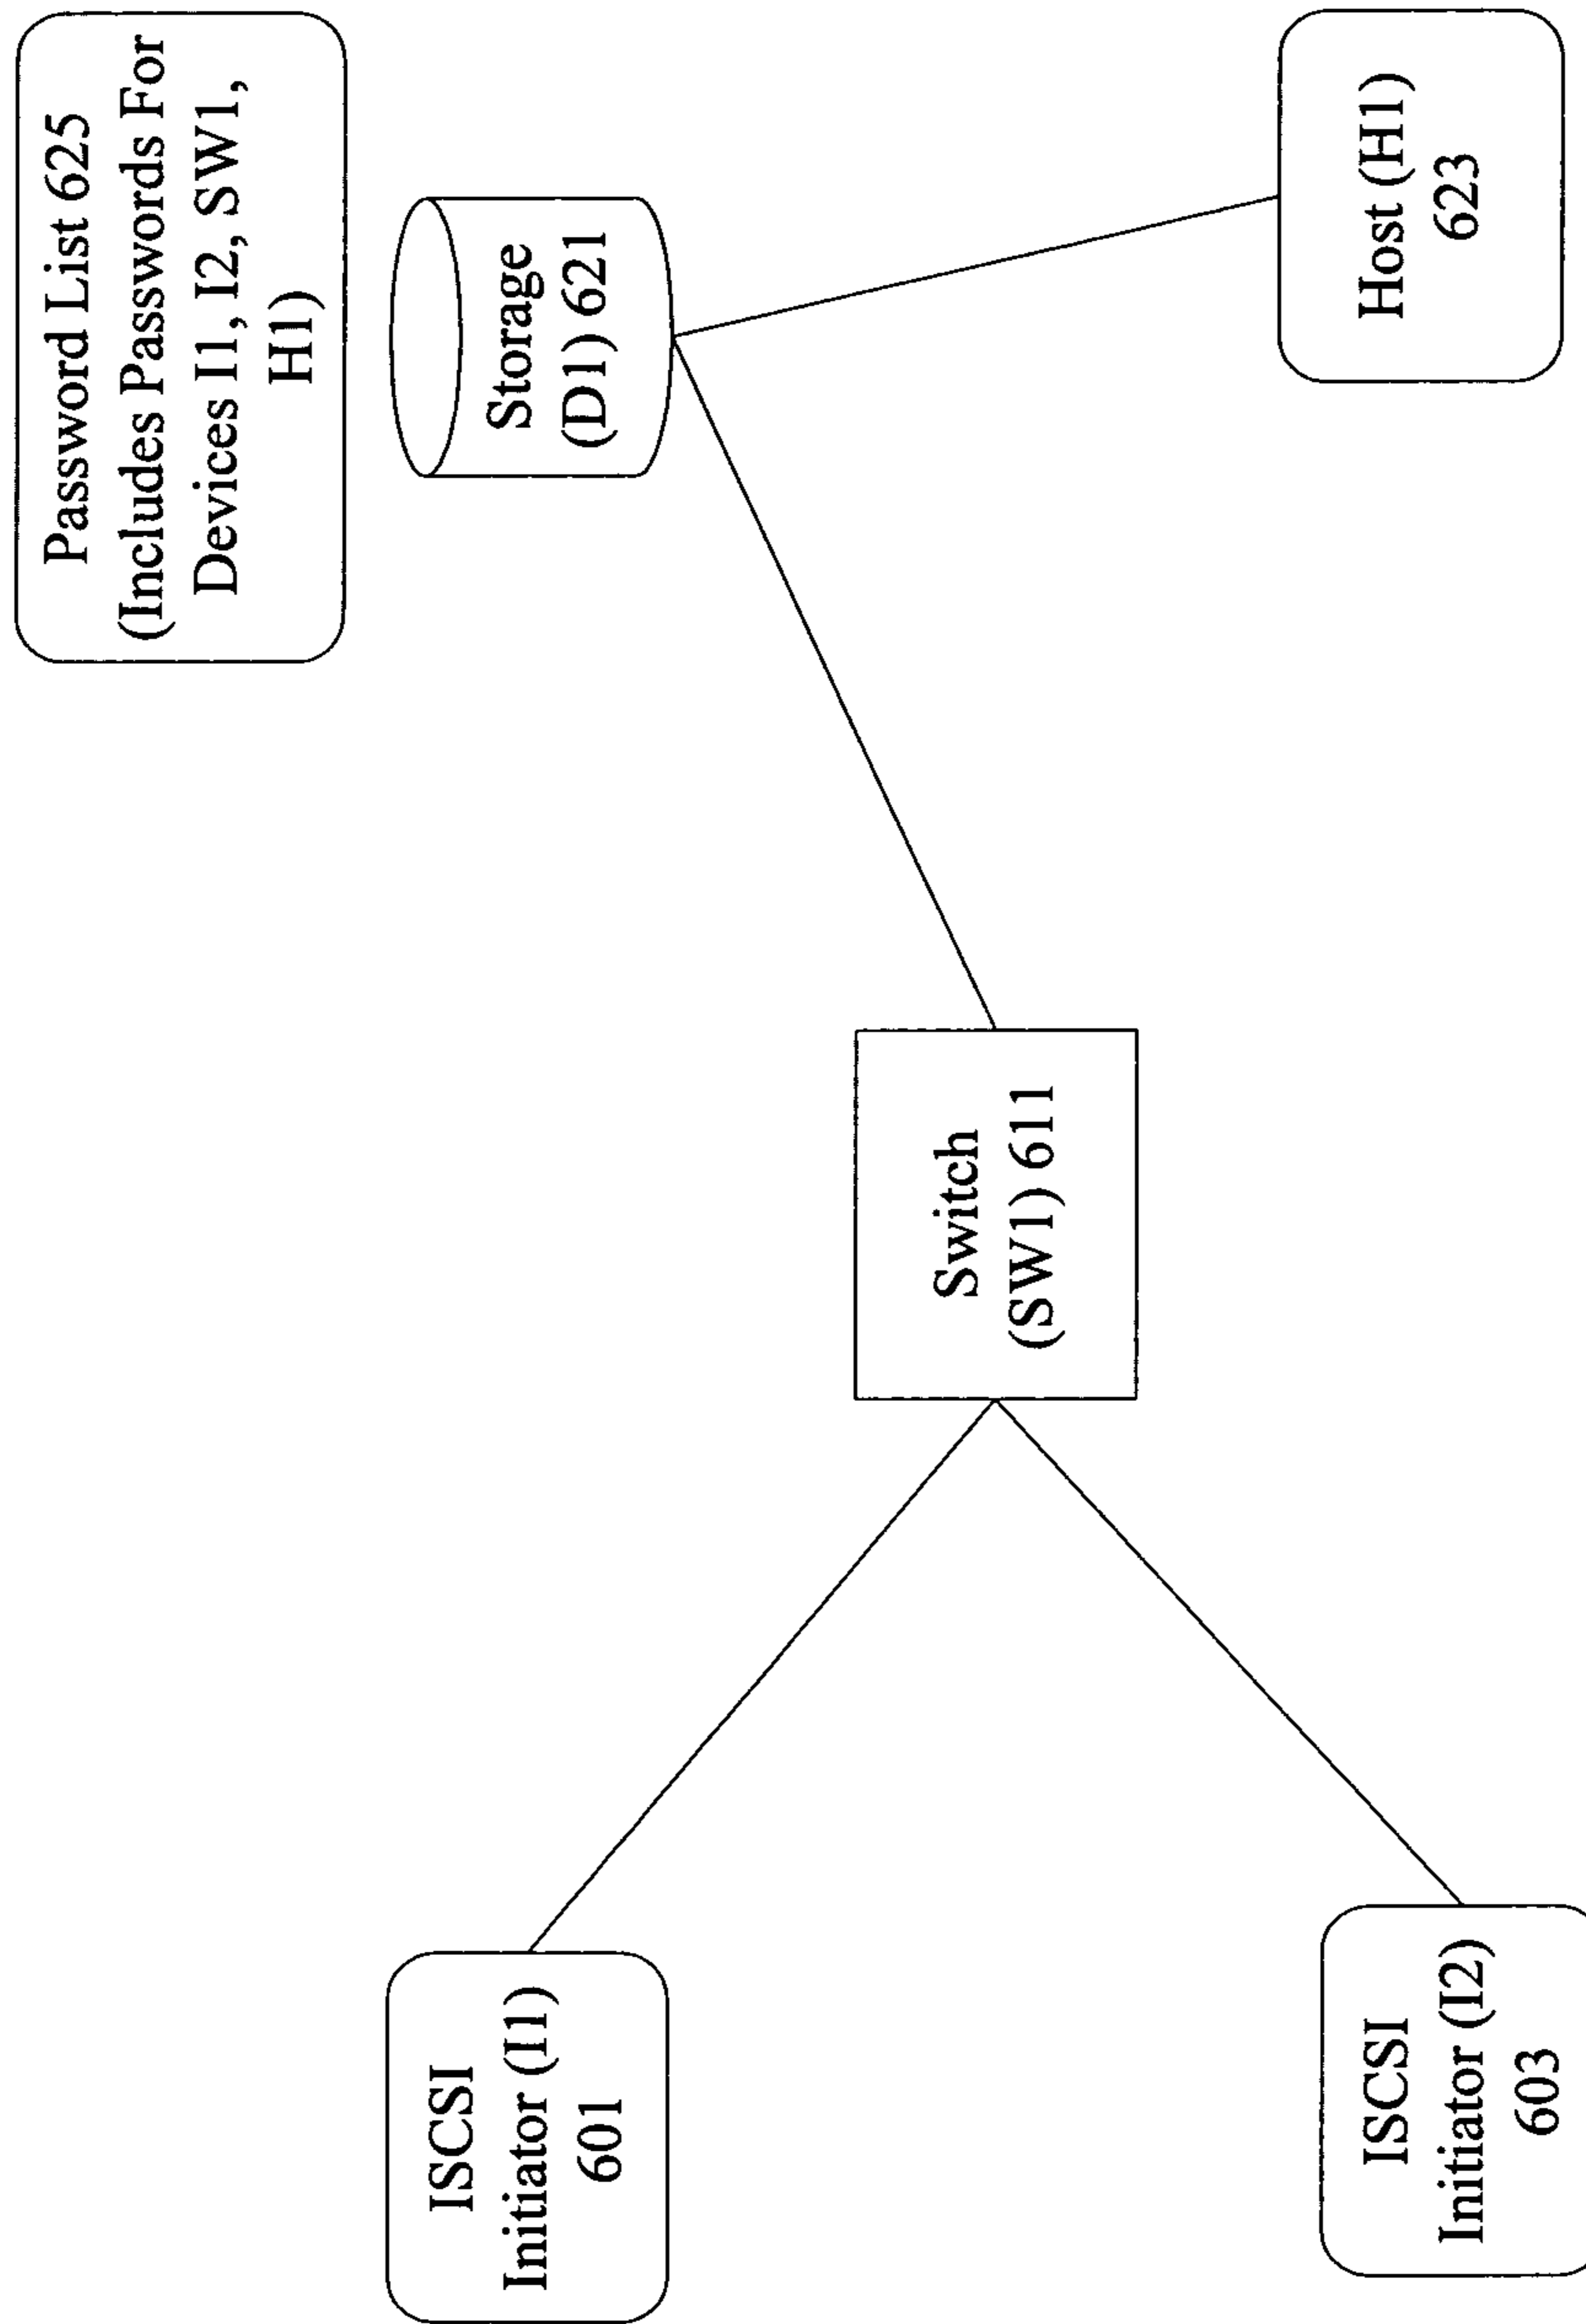 Password List 625
(Includes Passwords For
Devices I1, I2, SW1,
H1)
ISCSI
Initiator (I1)
601
Storage
(D1) 621
Switch
(SW1) 611
ISCSI
Initiator (I2)
603
Host (H1)
623